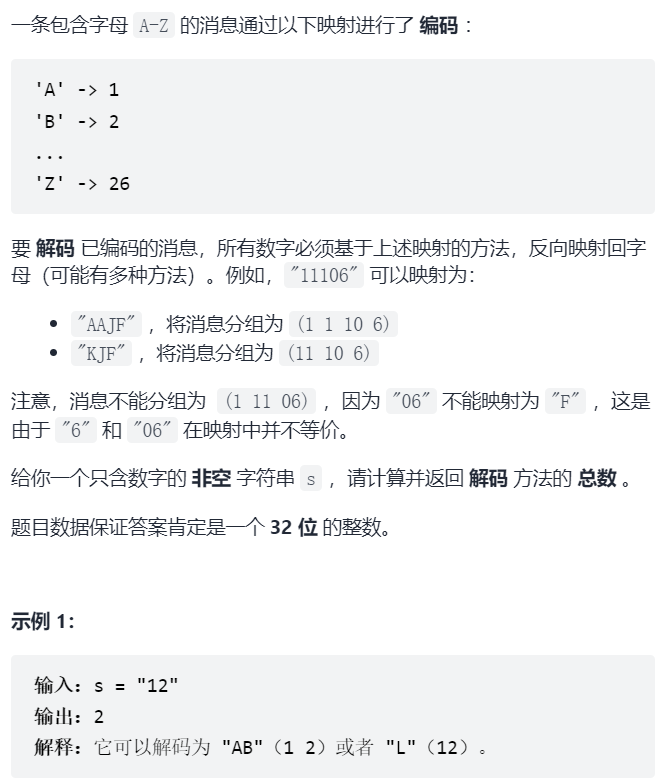 一条包含字母 A-Z 的消息通过以下映射进行了 编码 ：
'A' -> 1
'B' -> 2
...
'Z' -> 26
要 解码 已编码的消息，所有数字必须基于上述映射的方法，反向映射回字
母（可能有多种方法）。例如，"11106" 可以映射为：
• "AAJF" ，将消息分组为 (1 1 10 6)
• "KJF" ，将消息分组为 (11 10 6)
注意，消息不能分组为 (1 11 06) ，因为 "06" 不能映射为 "F" ，这是
由于 "6" 和 "06" 在映射中并不等价。
给你一个只含数字的 非空 字符串 s ，请计算并返回 解码 方法的 总数 。
题目数据保证答案肯定是一个 32 位 的整数。
示例 1：
输入：s = "12"
输出：2
解释：它可以解码为 "AB"（1 2）或者 "L"（12）。